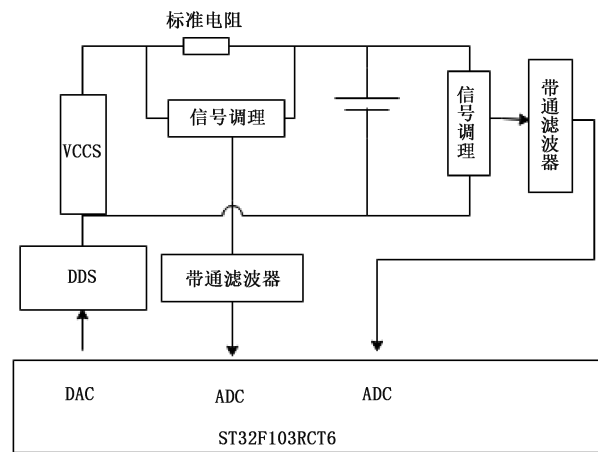 标准电阻
信号调理
VCCS
信号调理
带通滤波器
DDS
带通滤波器
DAC
ADC
ADC
ST32F103RCT6